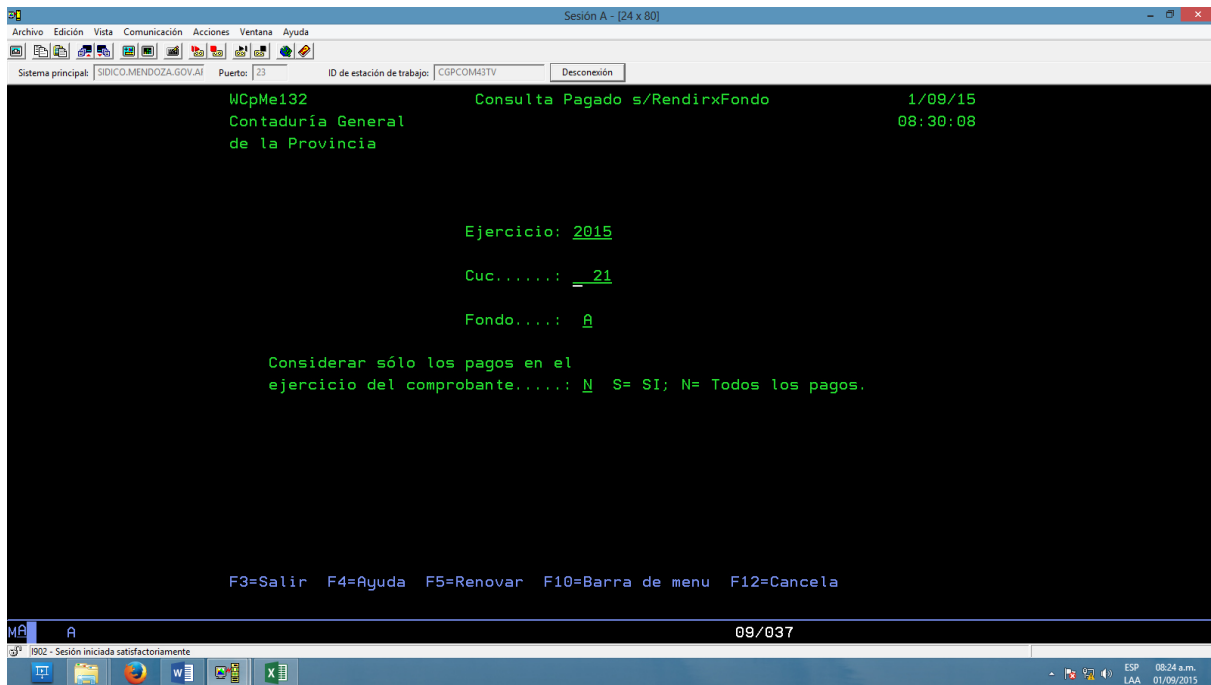 Sesión A - [24 x 80]
Archivo Edición Vista Comunicación Acciones Ventana Ayuda
Sistema principal: SIDICO.MENDOZA.GOV.AF Puerto: 23 ID de estación de trabajo: CGPCOM43TV Desconexión
WCpMe132 Consulta Pagado s/RendirxFondo 1/09/15
Contaduría General 08:30:08
de la Provincia
Ejercicio: 2015
Cuc......: 21
Fondo....: A
Considerar sólo los pagos en el
ejercicio del comprobante.....: N S= SI; N= Todos los pagos.
F3=Salir F4=Ayuda F5=Renovar F10=Barra de menu F12=Cancela
MA A 09/037
I902 - Sesión iniciada satisfactoriamente
ESP 08:24 a.m.
LAA 01/09/2015